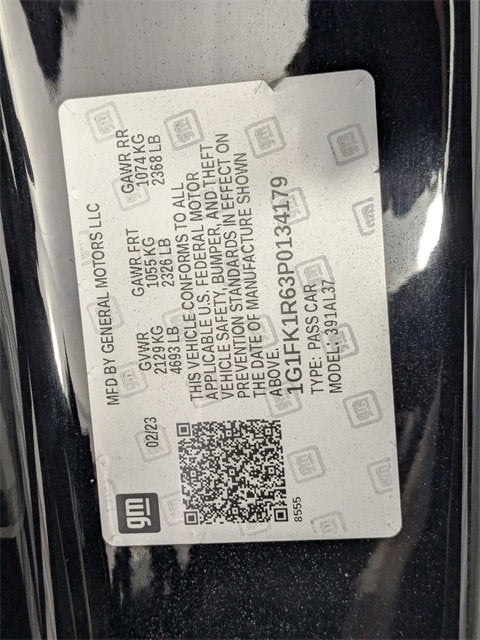 gm
02/23
MFD BY GENERAL MOTORS LLC
GVWR GAWR FRT GAWR RR
2129 KG 1055 KG 1074 KG
4693 LB 2326 LB 2368 LB
THIS VEHICLE CONFORMS TO ALL
APPLICABLE U.S. FEDERAL MOTOR
VEHICLE SAFETY, BUMPER, AND THEFT
PREVENTION STANDARDS IN EFFECT ON
THE DATE OF MANUFACTURE SHOWN
ABOVE.
1G1FK1R63P0134179
TYPE: PASS CAR
MODEL: 391AL37
8555